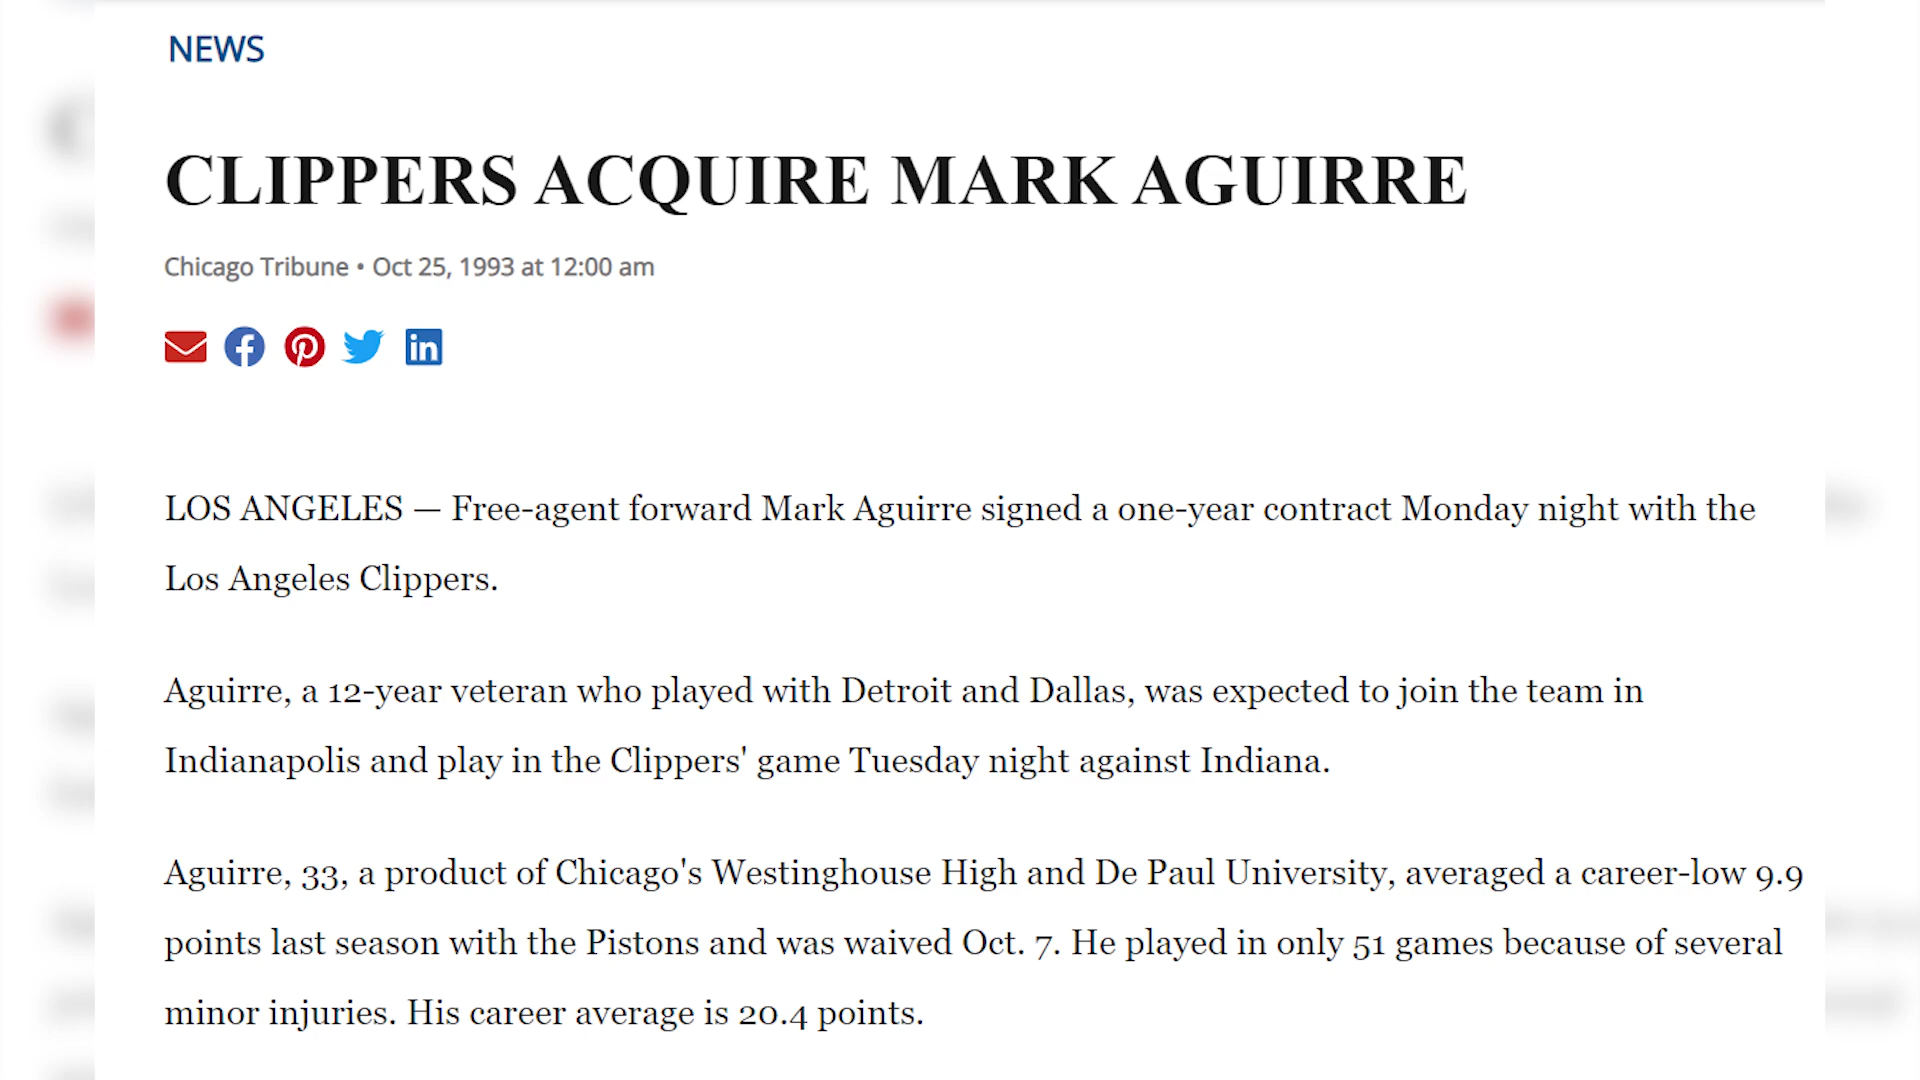 NEWS
CLIPPERS ACQUIRE MARK AGUIRRE
Chicago Tribune • Oct 25, 1993 at 12:00 am
LOS ANGELES — Free-agent forward Mark Aguirre signed a one-year contract Monday night with the
Los Angeles Clippers.
Aguirre, a 12-year veteran who played with Detroit and Dallas, was expected to join the team in
Indianapolis and play in the Clippers' game Tuesday night against Indiana.
Aguirre, 33, a product of Chicago's Westinghouse High and De Paul University, averaged a career-low 9.9
points last season with the Pistons and was waived Oct. 7. He played in only 51 games because of several
minor injuries. His career average is 20.4 points.